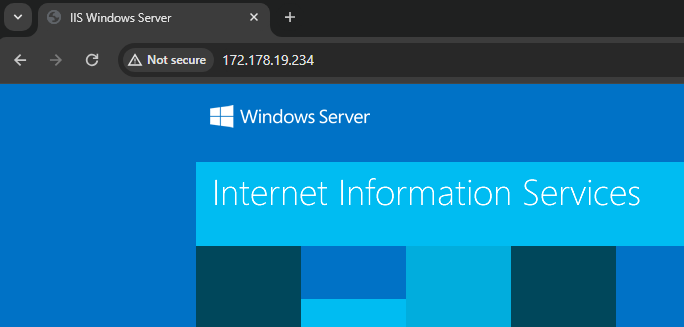 IIS Windows Server
Not secure 172.178.19.234
Windows Server
Internet Information Services